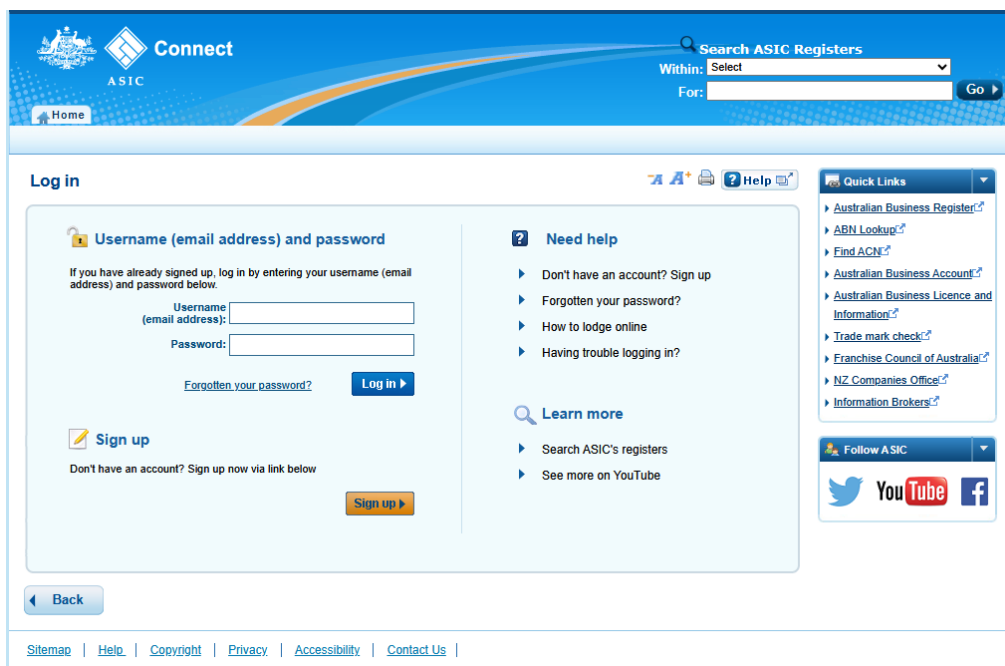 Connect
ASIC
Search ASIC Registers
Within: Select
For:
Go
Home
Log in
-A A+ Help
Username (email address) and password
If you have already signed up, log in by entering your username (email
address) and password below.
Username
(email address):
Password:
Forgotten your password?
Log in
Sign up
Don't have an account? Sign up now via link below
Sign up
Need help
Don't have an account? Sign up
Forgotten your password?
How to lodge online
Having trouble logging in?
Learn more
Search ASIC's registers
See more on YouTube
Quick Links
Australian Business Register
ABN Lookup
Find ACN
Australian Business Account
Australian Business Licence and
Information
Trade mark check
Franchise Council of Australia
NZ Companies Office
Information Brokers
Follow ASIC
YouTube
f
Back
Sitemap | Help | Copyright | Privacy | Accessibility | Contact Us |